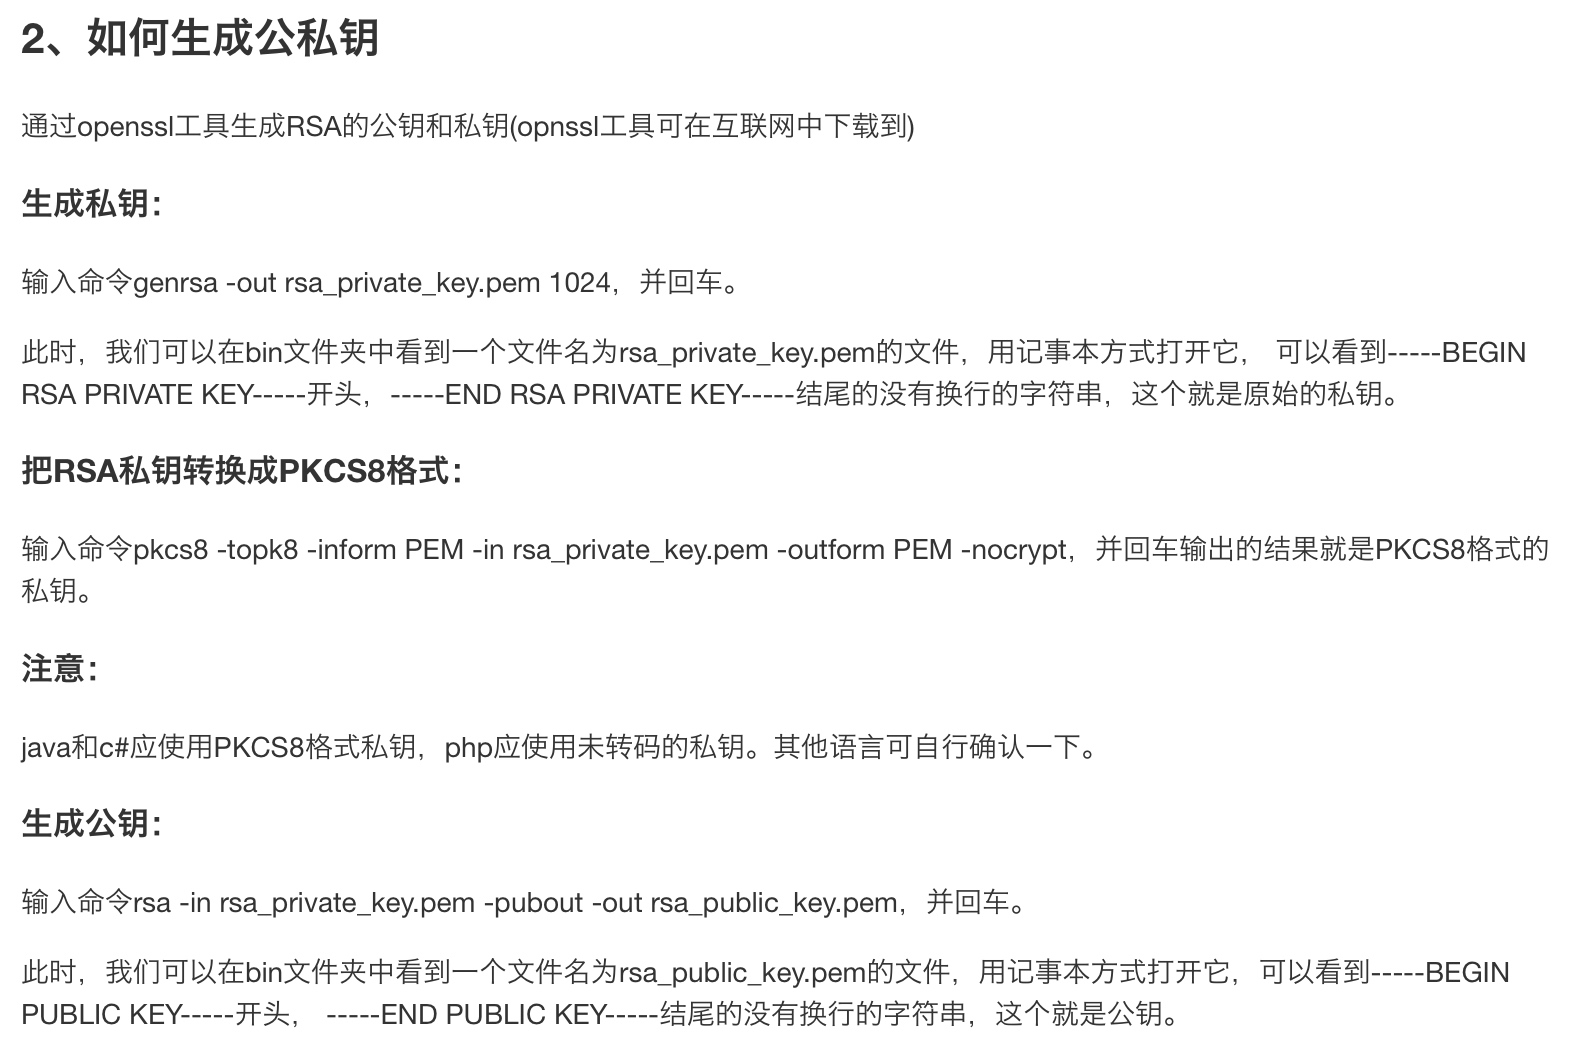 2、如何生成公私钥
通过openssl工具生成RSA的公钥和私钥(opnssl工具可在互联网中下载到)
生成私钥：
输入命令genrsa -out rsa_private_key.pem 1024，并回车。
此时，我们可以在bin文件夹中看到一个文件名为rsa_private_key.pem的文件，用记事本方式打开它， 可以看到-----BEGIN
RSA PRIVATE KEY-----开头，-----END RSA PRIVATE KEY-----结尾的没有换行的字符串，这个就是原始的私钥。
把RSA私钥转换成PKCS8格式：
输入命令pkcs8 -topk8 -inform PEM -in rsa_private_key.pem -outform PEM -nocrypt，并回车输出的结果就是PKCS8格式的
私钥。
注意：
java和c#应使用PKCS8格式私钥，php应使用未转码的私钥。其他语言可自行确认一下。
生成公钥：
输入命令rsa -in rsa_private_key.pem -pubout -out rsa_public_key.pem，并回车。
此时，我们可以在bin文件夹中看到一个文件名为rsa_public_key.pem的文件，用记事本方式打开它，可以看到-----BEGIN
PUBLIC KEY-----开头， -----END PUBLIC KEY-----结尾的没有换行的字符串，这个就是公钥。